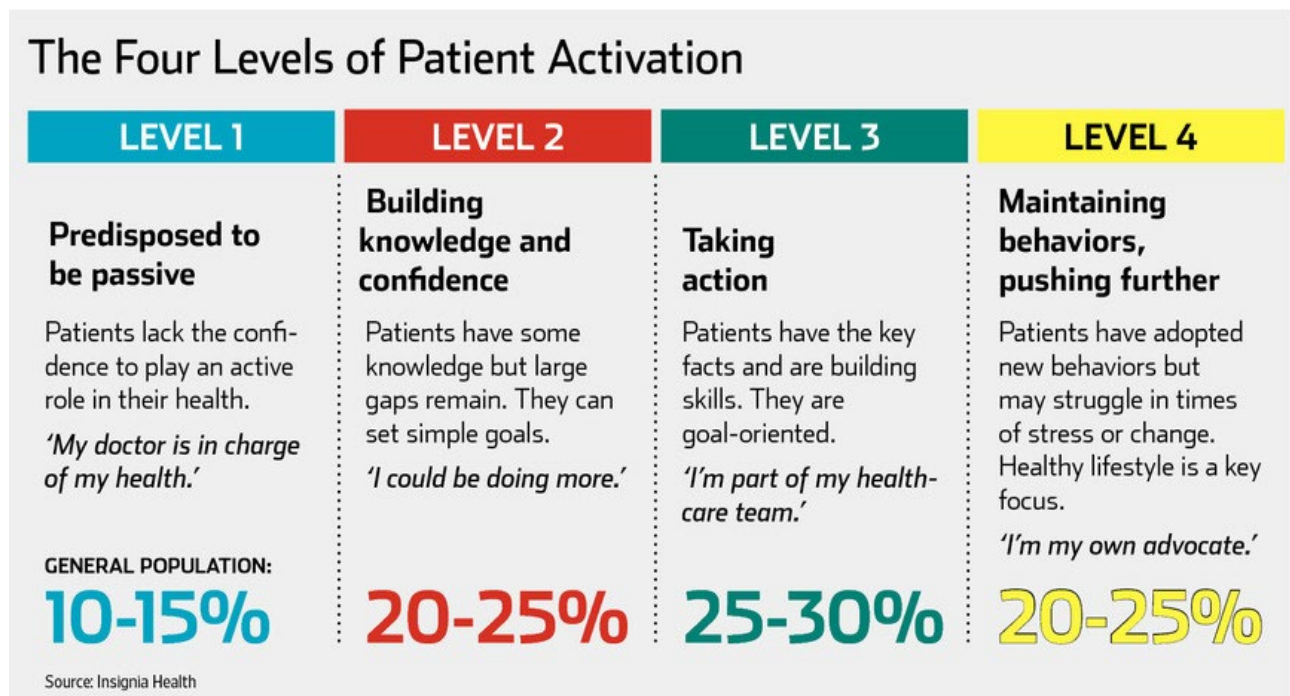 The Four Levels of Patient Activation
LEVEL 1
Predisposed to
be passive
Patients lack the confi-
dence to play an active
role in their health.
‘My doctor is in charge
of my health.’
GENERAL POPULATION:
10-15%
LEVEL 2
Building
knowledge and
confidence
Patients have some
knowledge but large
gaps remain. They can
set simple goals.
‘I could be doing more.’
20-25%
LEVEL 3
Taking
action
Patients have the key
facts and are building
skills. They are
goal-oriented.
‘I’m part of my health-
care team.’
25-30%
LEVEL 4
Maintaining
behaviors,
pushing further
Patients have adopted
new behaviors but
may struggle in times
of stress or change.
Healthy lifestyle is a key
focus.
‘I’m my own advocate.’
20-25%
Source: Insignia Health